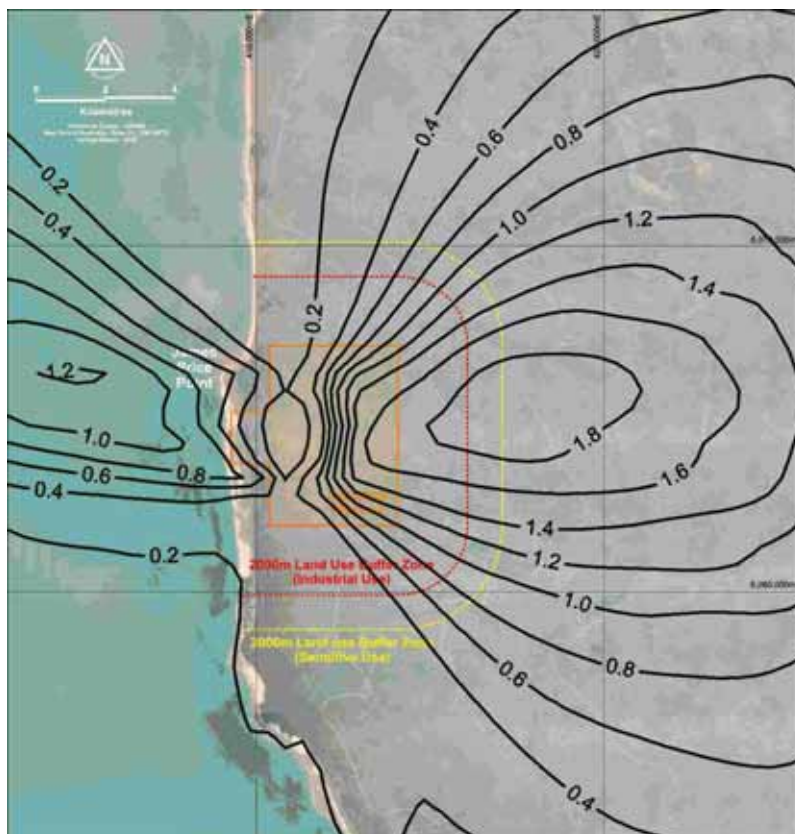 N
Kilometres
0.2
0.4
0.4
0.6
0.8
1.0
1.2
1.4
0.2
James
Price
Point
1.2
1.0
1.8
0.8
0.6
0.4
1.6
1.4
0.2
1.2
2000m Land Use Buffer Zone
(Industrial Use)
1.0
3000m Land use Buffer Zone
(Sensitive Use)
0.8
0.6
0.4